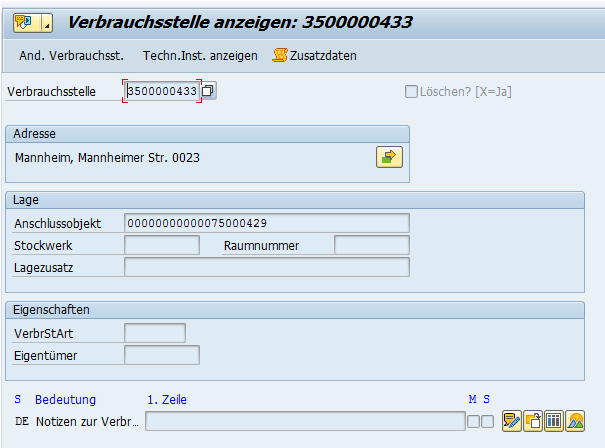 Verbrauchsstelle anzeigen: 3500000433
And. Verbrauchsst. Techn.Inst. anzeigen Zusatzdaten
Verbrauchsstelle 3500000433 Löschen? [X=Ja]
Adresse
Mannheim, Mannheimer Str. 0023
Lage
Anschlussobjekt 00000000000075000429
Stockwerk Raumnummer
Lagezusatz
Eigenschaften
VerbrStArt
Eigentümer
S Bedeutung 1. Zeile M S
DE Notizen zur Verbr...